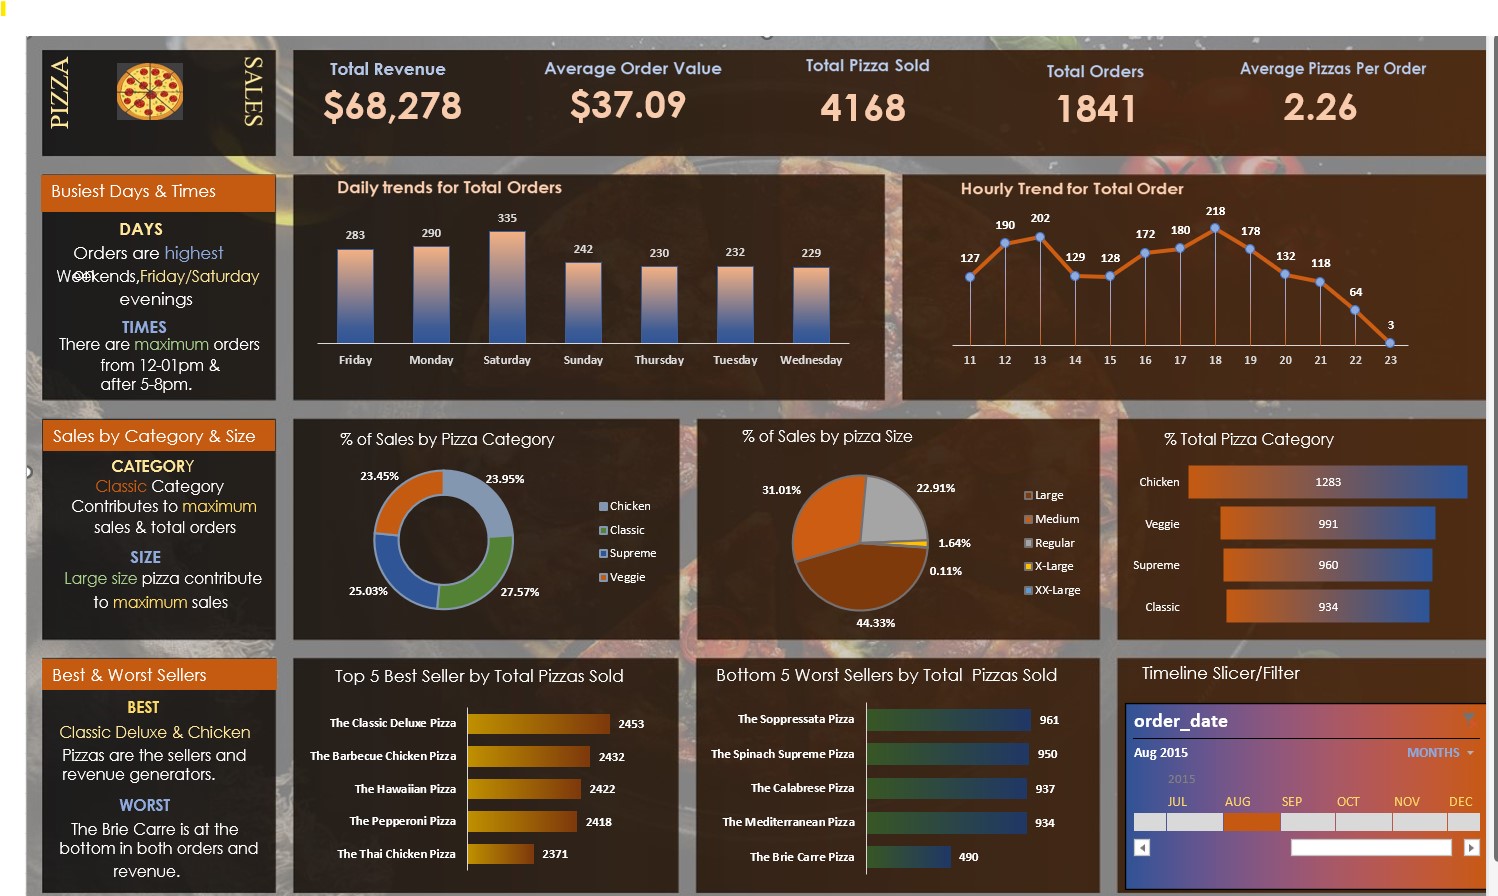 PIZZA
SALES
Total Revenue
$68,278
Average Order Value
$37.09
Total Pizza Sold
4168
Total Orders
1841
Average Pizzas Per Order
2.26
Busiest Days & Times
DAYS
Orders are highest
on
Weekends,Friday/Saturday
evenings
TIMES
There are maximum orders
from 12-01pm &
after 5-8pm.
Daily trends for Total Orders
283
290
335
242
230
232
229
Friday
Monday
Saturday
Sunday
Thursday
Tuesday
Wednesday
Hourly Trend for Total Order
127
190
202
129
128
172
180
218
178
132
118
64
3
11
12
13
14
15
16
17
18
19
20
21
22
23
Sales by Category & Size
CATEGORY
Classic Category
Contributes to maximum
sales & total orders
SIZE
Large size pizza contribute
to maximum sales
% of Sales by Pizza Category
23.45%
23.95%
25.03%
27.57%
Chicken
Classic
Supreme
Veggie
% of Sales by pizza Size
31.01%
22.91%
1.64%
0.11%
44.33%
Large
Medium
Regular
X-Large
XX-Large
% Total Pizza Category
Chicken 1283
Veggie 991
Supreme 960
Classic 934
Best & Worst Sellers
BEST
Classic Deluxe & Chicken
Pizzas are the sellers and
revenue generators.
WORST
The Brie Carre is at the
bottom in both orders and
revenue.
Top 5 Best Seller by Total Pizzas Sold
The Classic Deluxe Pizza 2453
The Barbecue Chicken Pizza 2432
The Hawaiian Pizza 2422
The Pepperoni Pizza 2418
The Thai Chicken Pizza 2371
Bottom 5 Worst Sellers by Total Pizzas Sold
The Soppressata Pizza 961
The Spinach Supreme Pizza 950
The Calabrese Pizza 937
The Mediterranean Pizza 934
The Brie Carre Pizza 490
Timeline Slicer/Filter
order_date
Aug 2015 MONTHS
2015
JUL AUG SEP OCT NOV DEC